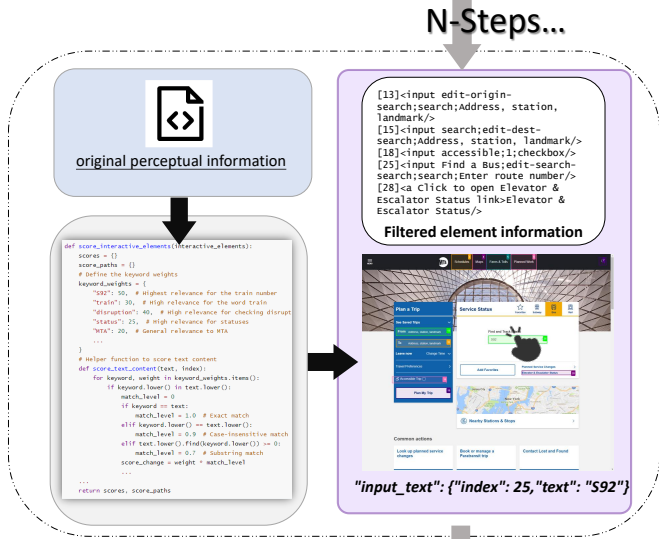 N-Steps...
original perceptual information
def score_interactive_elements(interactive_elements):
scores = {}
score_paths = {}
# Define the keyword weights
keyword_weights = {
"S92": 50, # Highest relevance for the train number
"train": 30, # High relevance for the word train
"disruption": 40, # High relevance for checking disrupt
"status": 25, # High relevance for statuses
"MTA": 20, # General relevance to MTA
...
}
# Helper function to score text content
def score_text_content(text, index):
for keyword, weight in keyword_weights.items():
if keyword.lower() in text.lower():
match_level = 0
if keyword == text:
match_level = 1.0 # Exact match
elif keyword.lower() == text.lower():
match_level = 0.9 # Case-insensitive match
elif text.lower().find(keyword.lower()) >= 0:
match_level = 0.7 # Substring match
score_change = weight * match_level
...
...
return scores, score_paths
[13]<input edit-origin-
search;search;Address, station,
landmark/>
[15]<input search;edit-dest-
search;Address, station, landmark/>
[18]<input accessible;1;checkbox/>
[25]<input Find a Bus;edit-search-
search;search;Enter route number/>
[28]<a Click to open Elevator &
Escalator Status link>Elevator &
Escalator Status/>
Filtered element information
Plan a Trip
Service Status
Plan My Trip
Add Favorites
Nearby Stations & Stops
Common actions
Look up planned service
changes
Book or manage a
Paratransit trip
Contact Lost and Found
"input_text": {"index": 25,"text": "S92"}